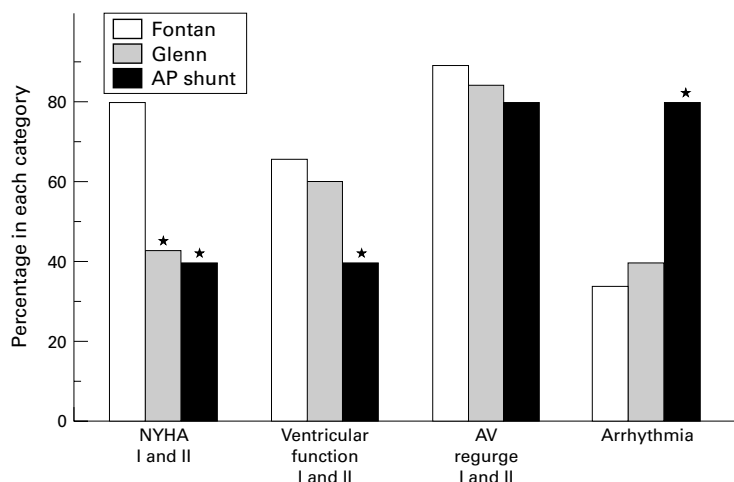 Fontan
Glenn
AP shunt
Percentage in each category
80
60
40
20
0
★
★
★
★
NYHA
I and II
Ventricular
function
I and II
AV
regurge
I and II
Arrhythmia